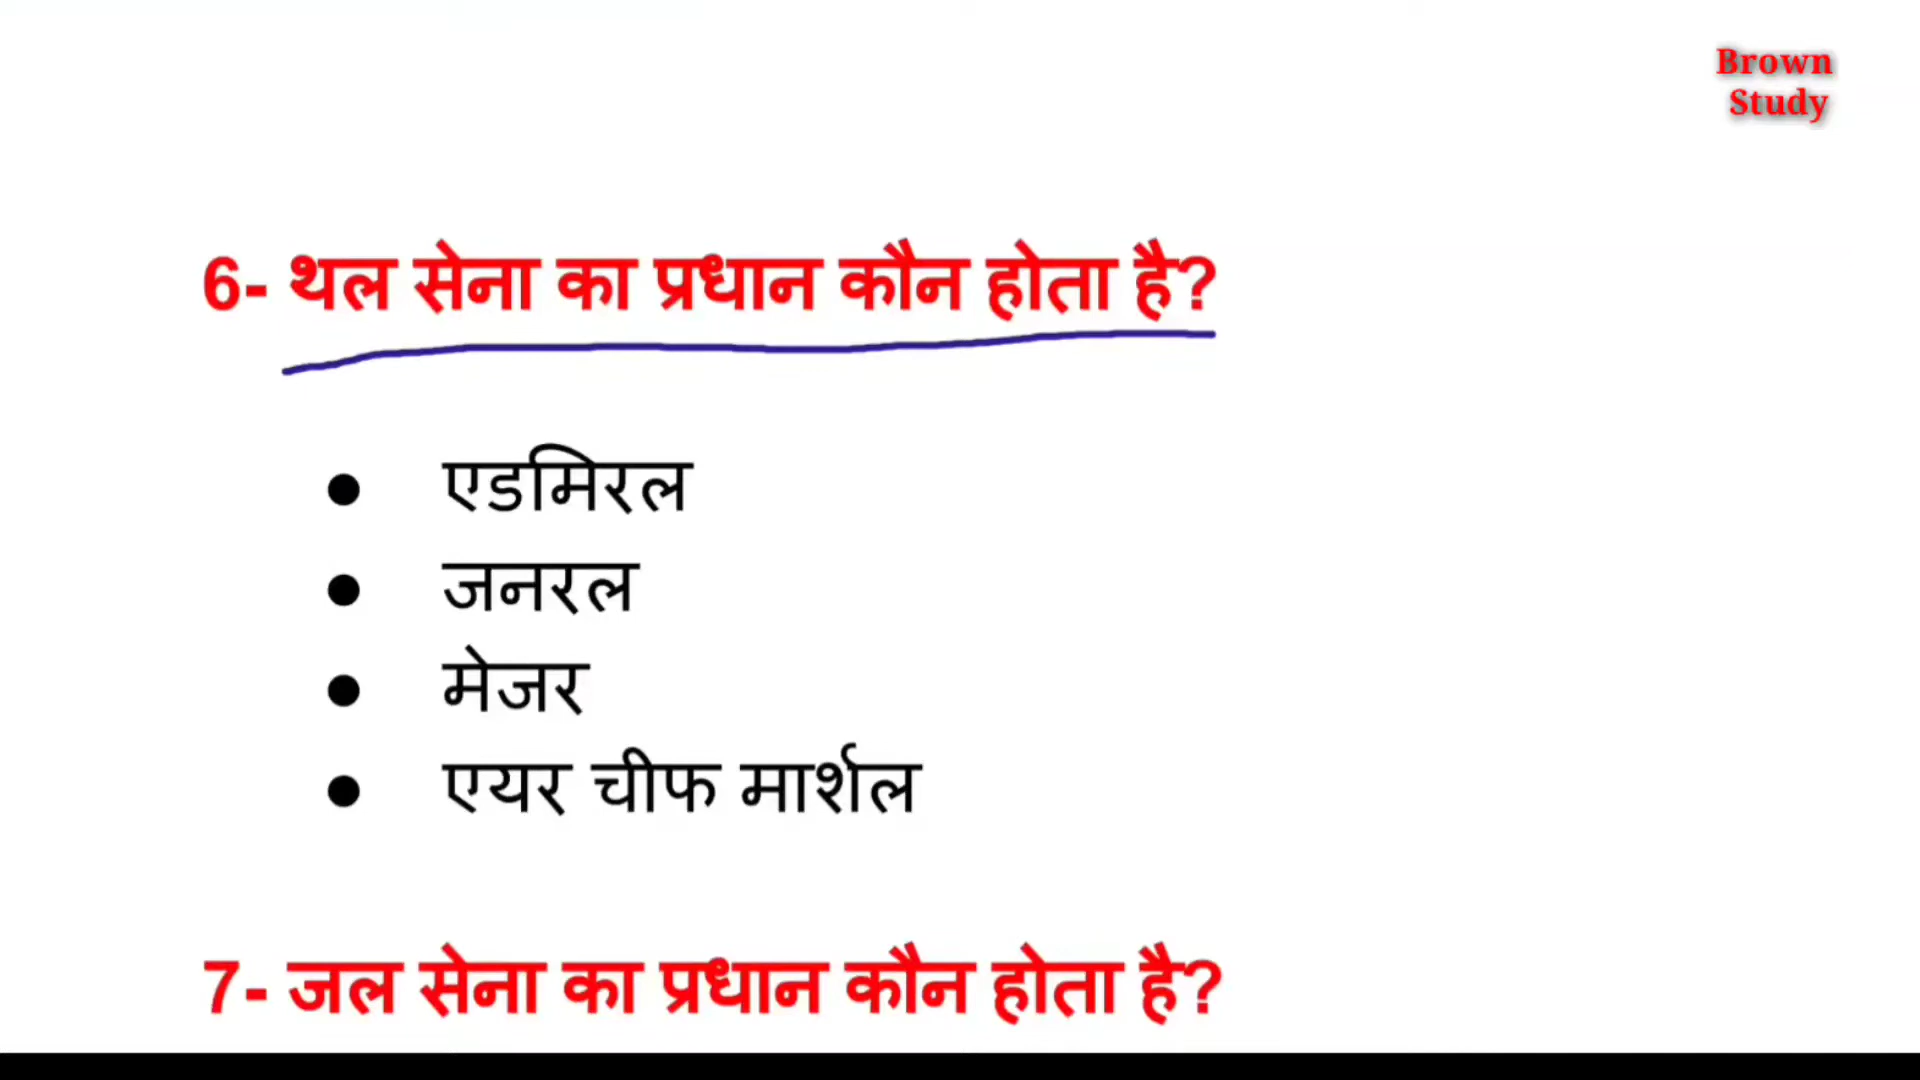 Brown
Study
6- थल सेना का प्रधान कौन होता है?
● एडमिरल
● जनरल
● मेजर
● एयर चीफ मार्शल
7- जल सेना का प्रधान कौन होता है?